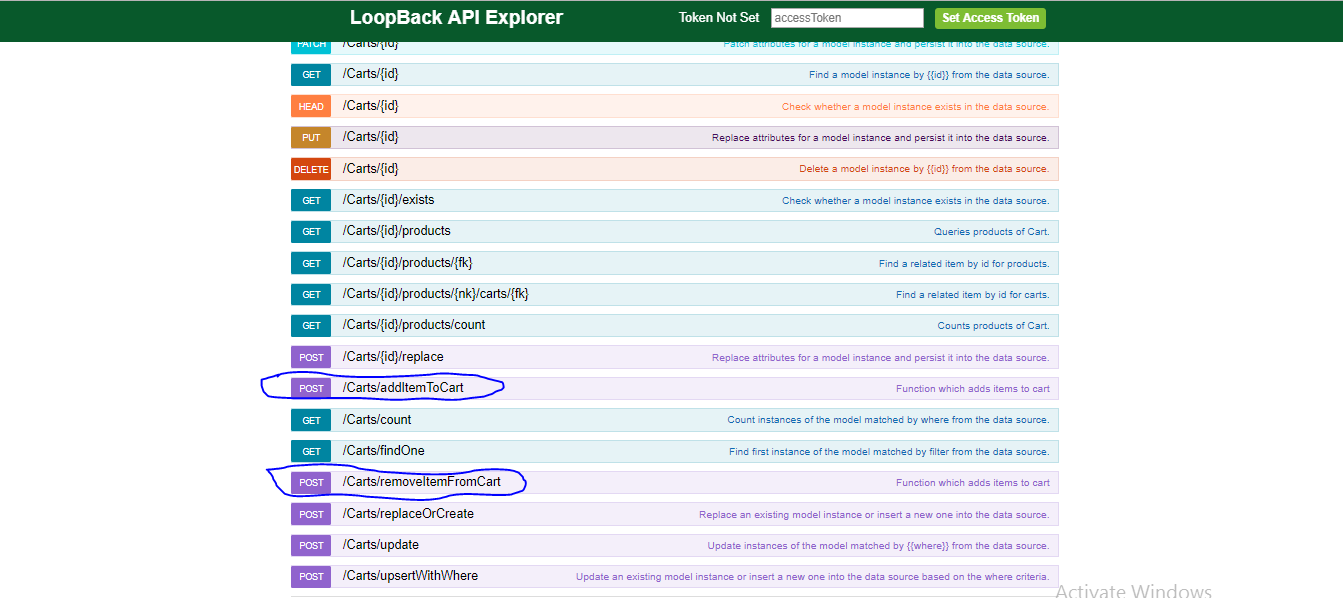 LoopBack API Explorer Token Not Set accessToken Set Access Token
PATCH /Carts/{id} Patch attributes for a model instance and persist it into the data source.
GET /Carts/{id} Find a model instance by {{id}} from the data source.
HEAD /Carts/{id} Check whether a model instance exists in the data source.
PUT /Carts/{id} Replace attributes for a model instance and persist it into the data source.
DELETE /Carts/{id} Delete a model instance by {{id}} from the data source.
GET /Carts/{id}/exists Check whether a model instance exists in the data source.
GET /Carts/{id}/products Queries products of Cart.
GET /Carts/{id}/products/{fk} Find a related item by id for products.
GET /Carts/{id}/products/{nk}/carts/{fk} Find a related item by id for carts.
GET /Carts/{id}/products/count Counts products of Cart.
POST /Carts/{id}/replace Replace attributes for a model instance and persist it into the data source.
POST /Carts/addItemToCart Function which adds items to cart
GET /Carts/count Count instances of the model matched by where from the data source.
GET /Carts/findOne Find first instance of the model matched by filter from the data source.
POST /Carts/removeItemFromCart Function which adds items to cart
POST /Carts/replaceOrCreate Replace an existing model instance or insert a new one into the data source.
POST /Carts/update Update instances of the model matched by {{where}} from the data source.
POST /Carts/upsertWithWhere Update an existing model instance or insert a new one into the data source based on the where criteria.
Activate Windows